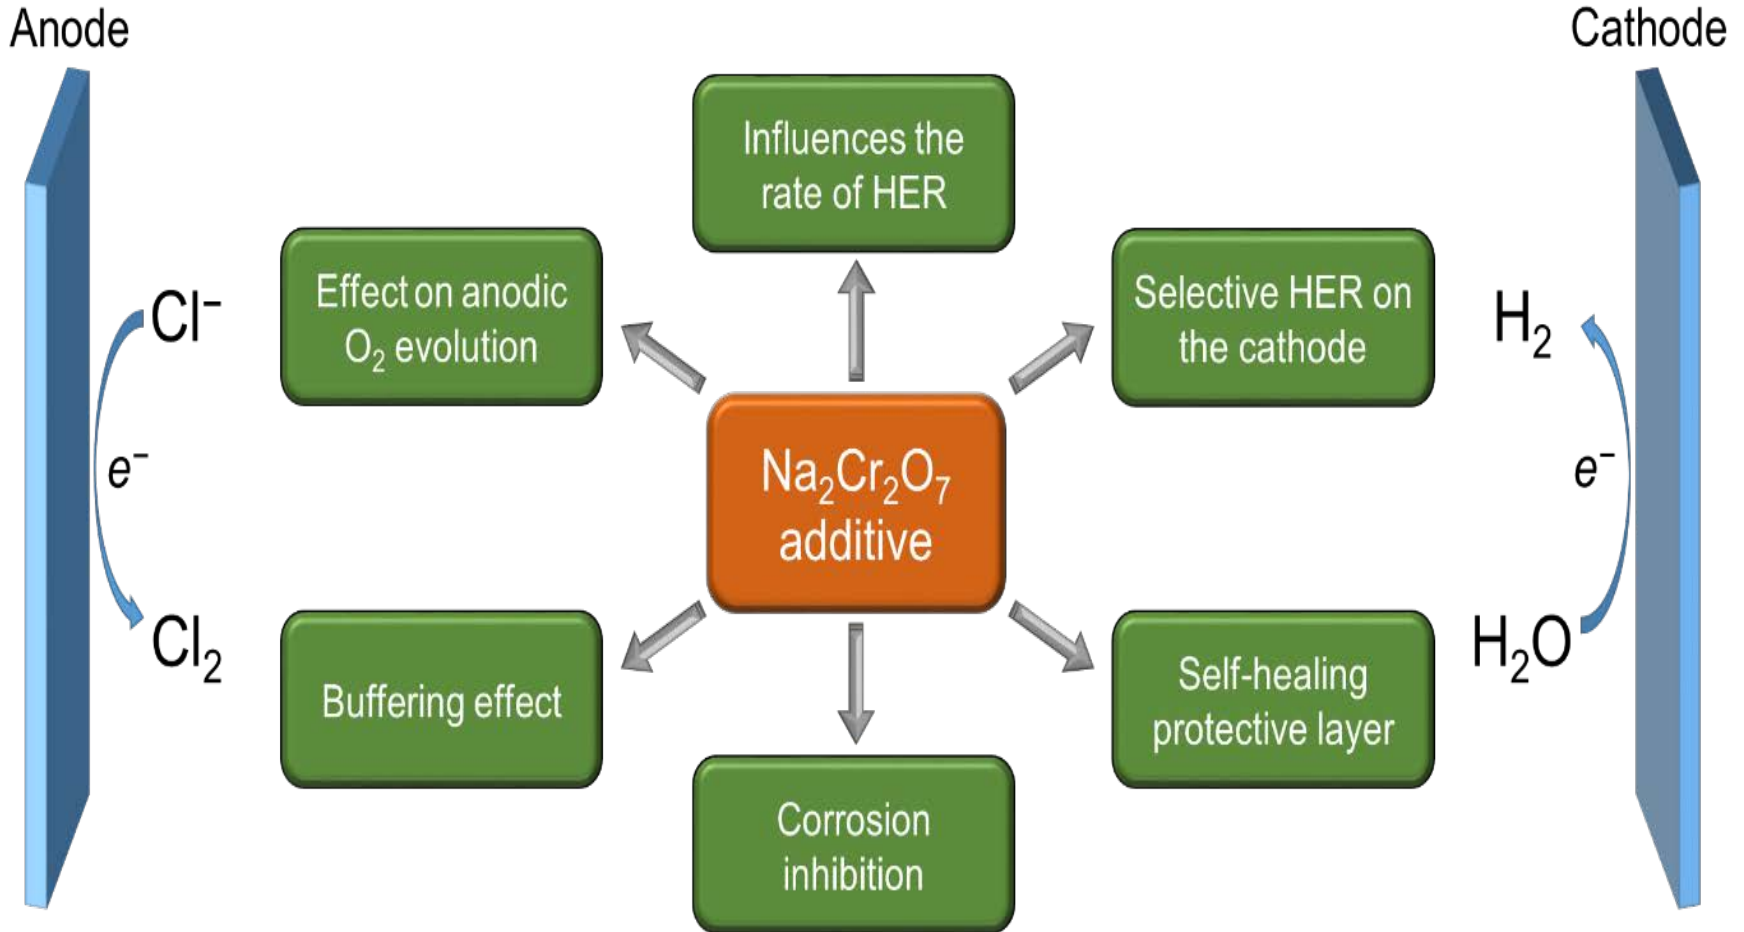 Anode
Cathode
Influences the
rate of HER
Effect on anodic
O₂ evolution
Selective HER on
the cathode
Cl⁻
H₂
e⁻
Na₂Cr₂O₇
additive
e⁻
Cl₂
H₂O
Buffering effect
Self-healing
protective layer
Corrosion
inhibition